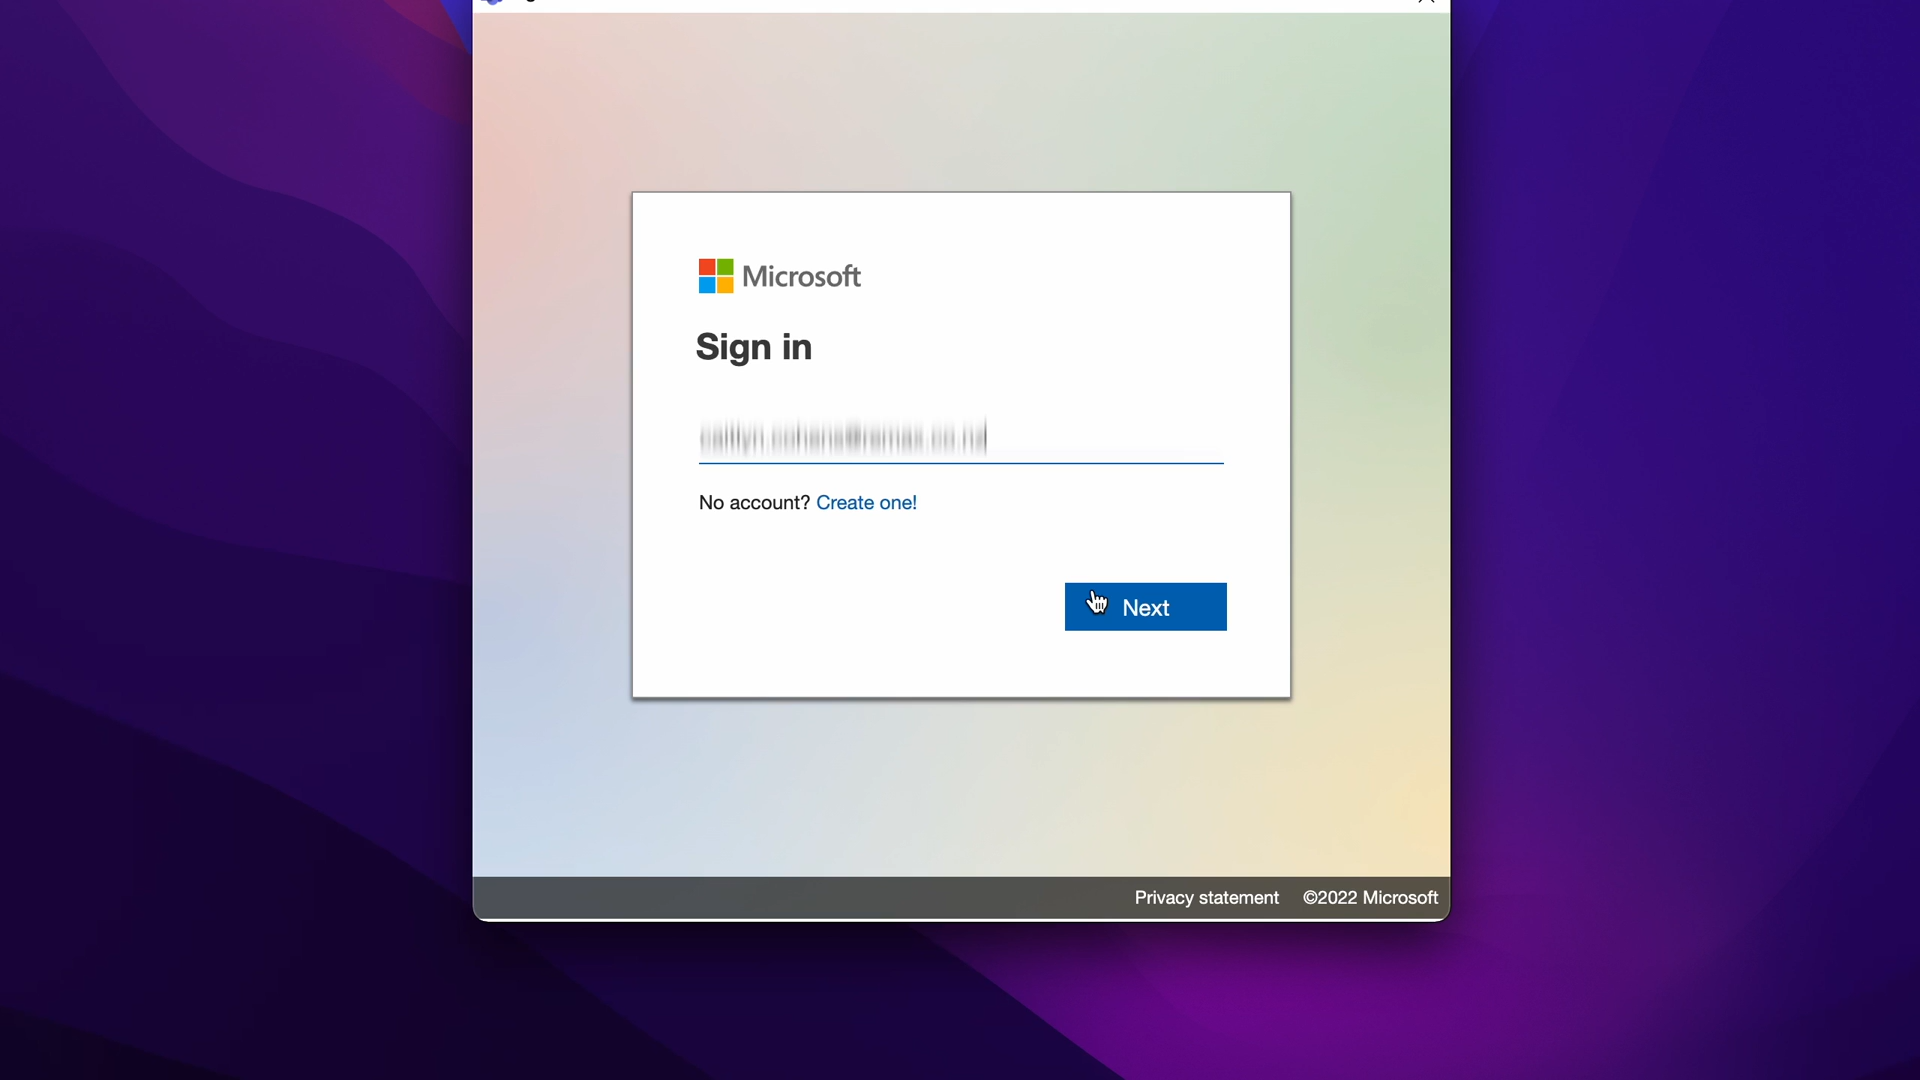 Microsoft
Sign in
No account? Create one!
Next
Privacy statement ©2022 Microsoft